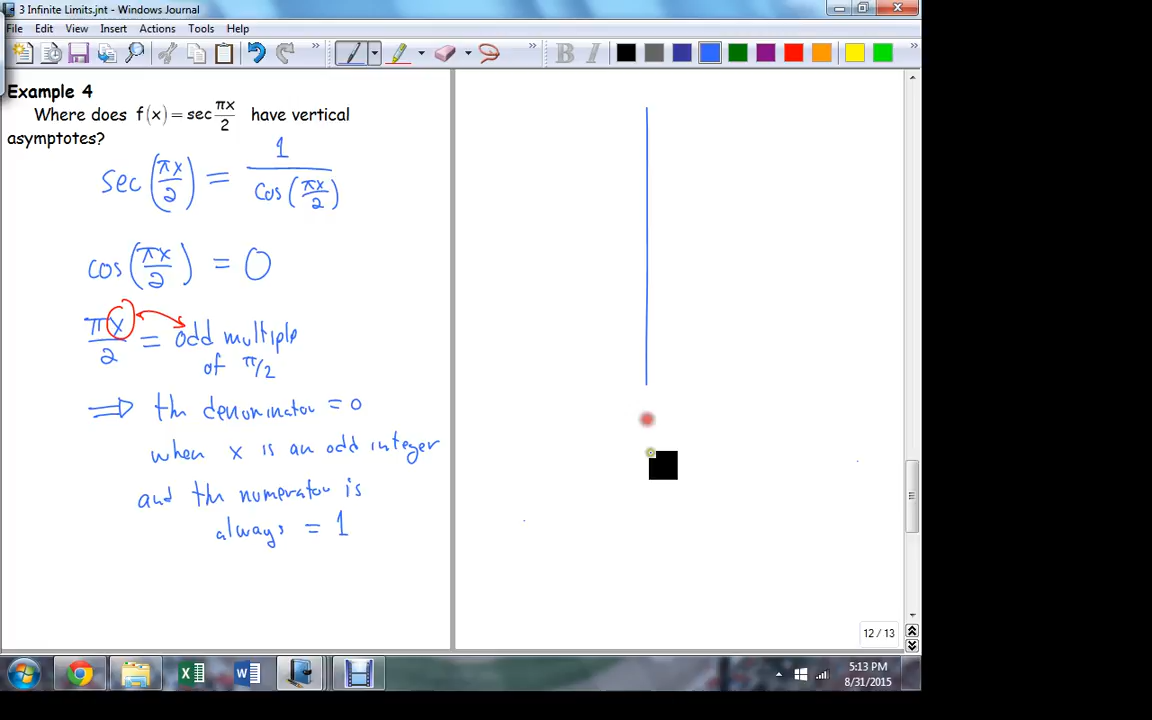 3 Infinite Limits.jnt - Windows Journal
File Edit View Insert Actions Tools Help
B I
Example 4
Where does f(x) = sec πx/2 have vertical
asymptotes?
sec(πx/2) = 1/cos(πx/2)
cos(πx/2) = 0
πx/2 = odd multiple
of π/2
⇒ the denominator = 0
when x is an odd integer
and the numerator is
always = 1
12 / 13
5:13 PM
8/31/2015